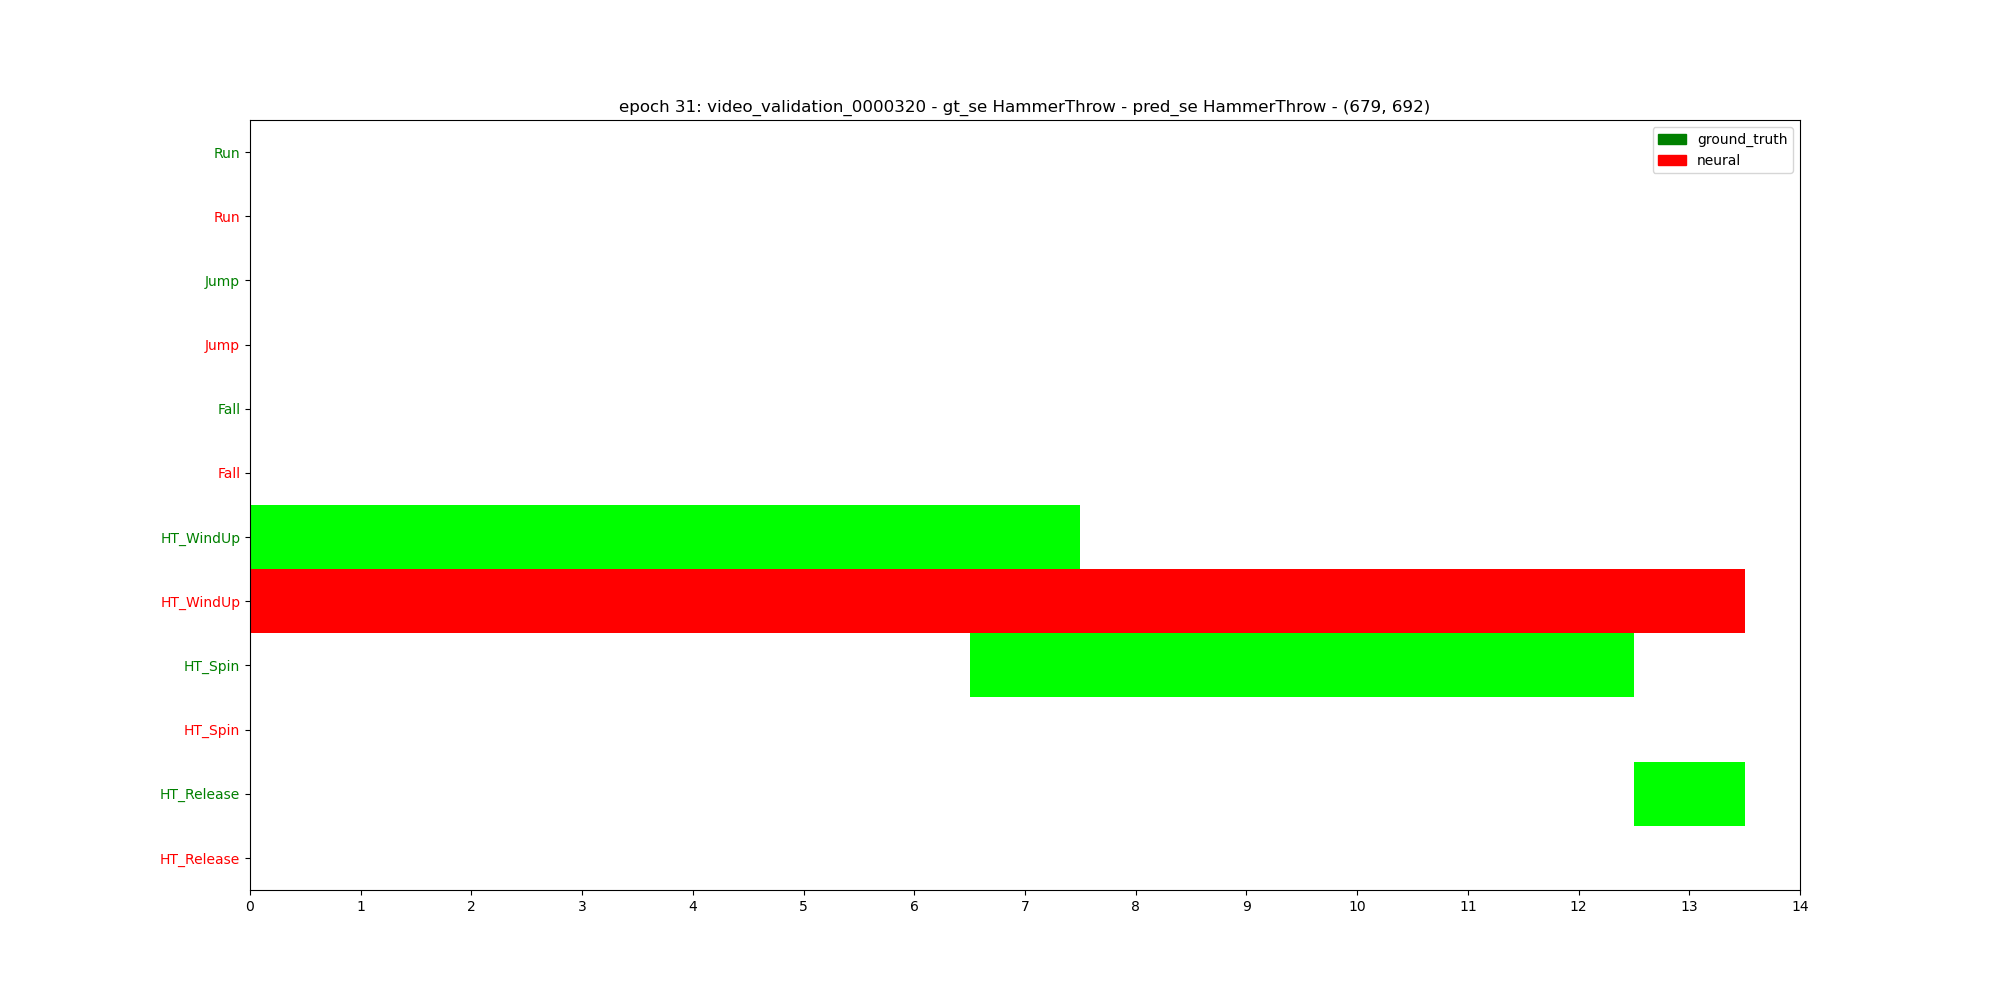 epoch 31: video_validation_0000320 - gt_se HammerThrow - pred_se HammerThrow - (679, 692)
ground_truth
neural
Run
Run
Jump
Jump
Fall
Fall
HT_WindUp
HT_WindUp
HT_Spin
HT_Spin
HT_Release
HT_Release
0 1 2 3 4 5 6 7 8 9 10 11 12 13 14